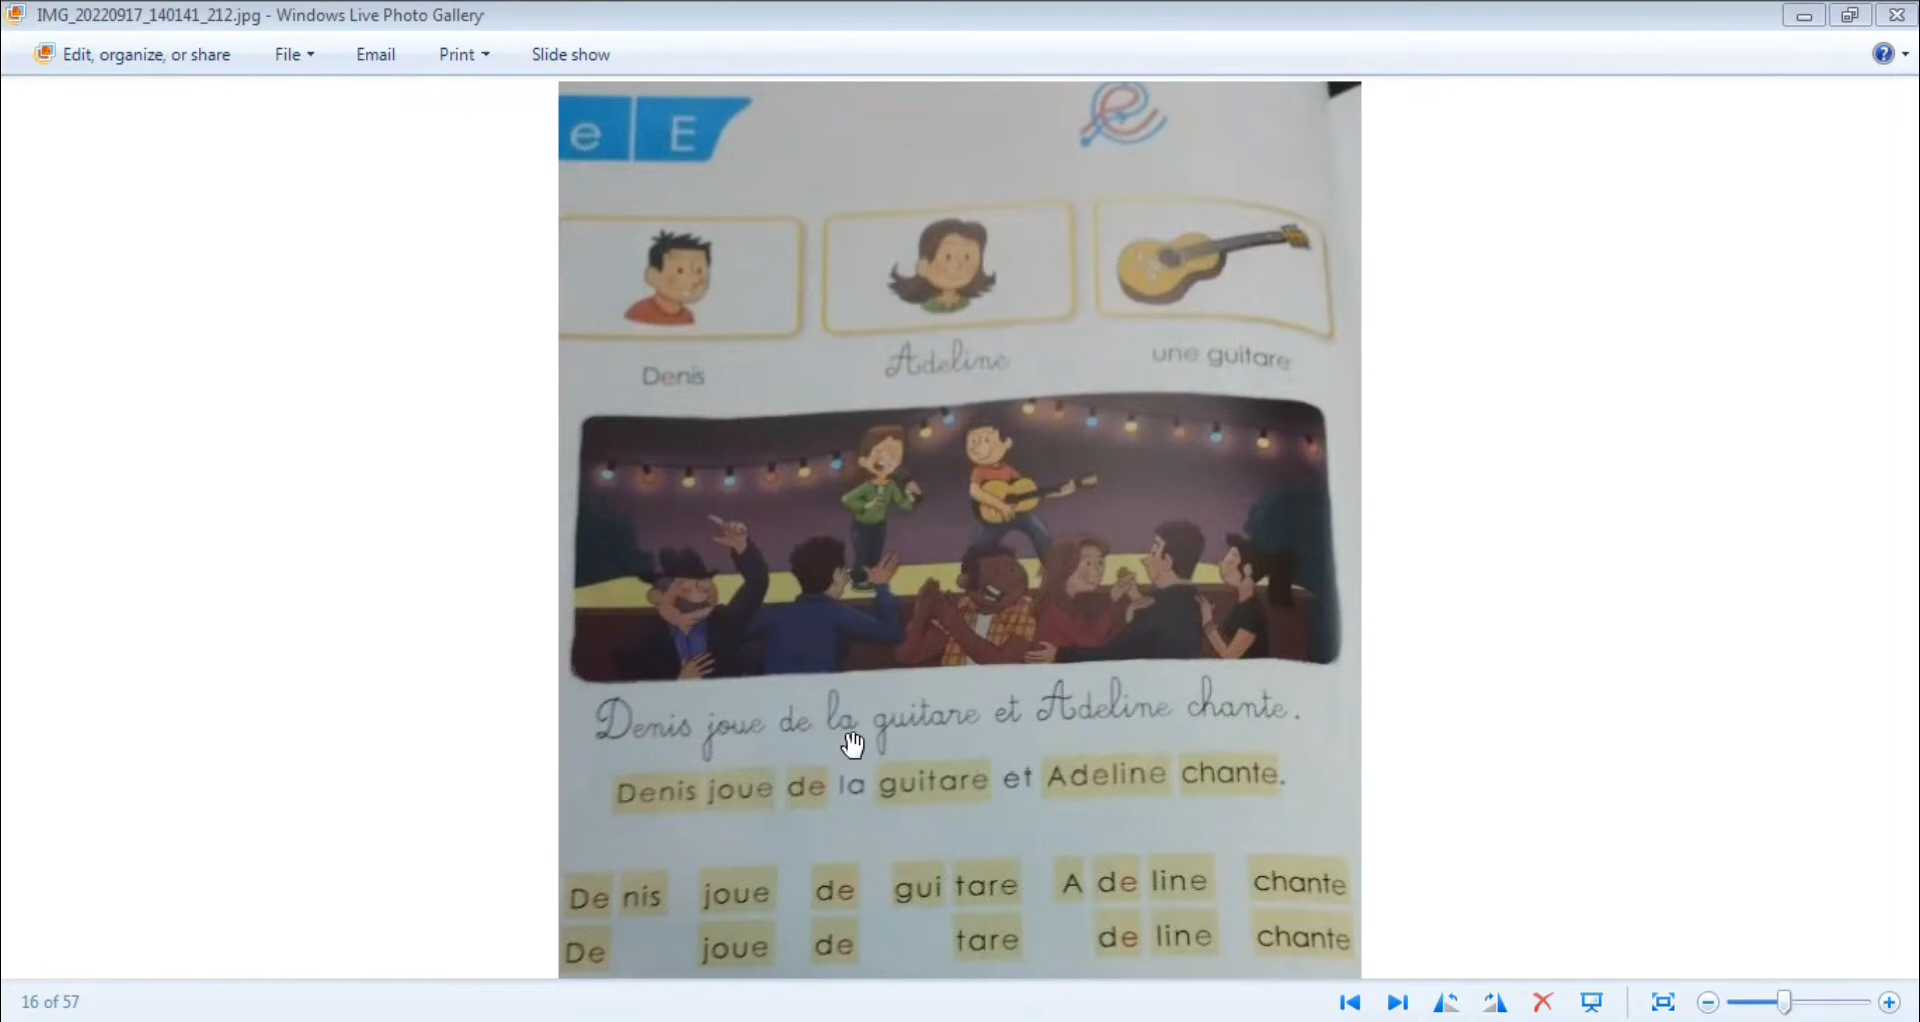 IMG_20220917_140141_212.jpg - Windows Live Photo Gallery
Edit, organize, or share File Email Print Slide show
e E
Denis Adeline une guitare
Denis joue de la guitare et Adeline chante.
Denis joue de la guitare et Adeline chante.
De nis joue de gui tare A de line chante
De joue de tare de line chante
16 of 57